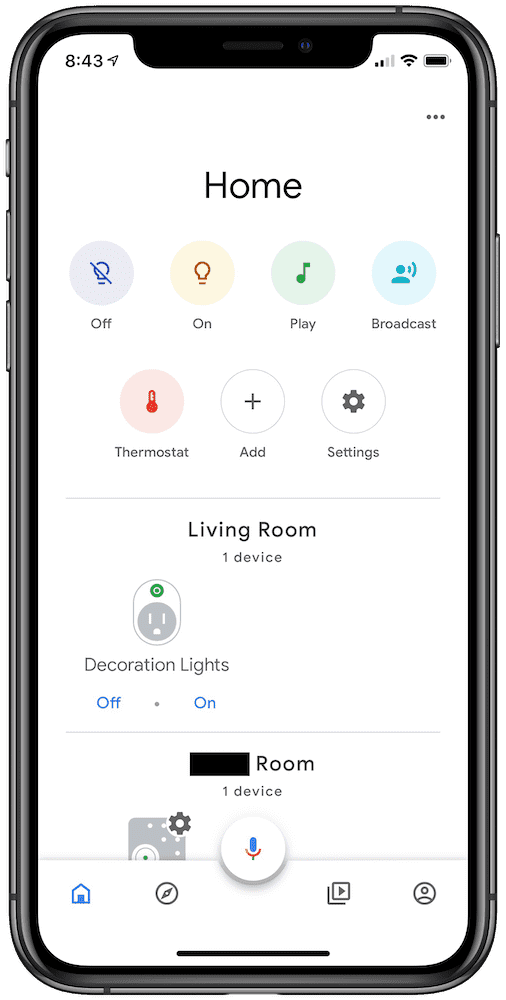 8:43
Home
Off On Play Broadcast
Thermostat Add Settings
Living Room
1 device
Decoration Lights
Off • On
Room
1 device